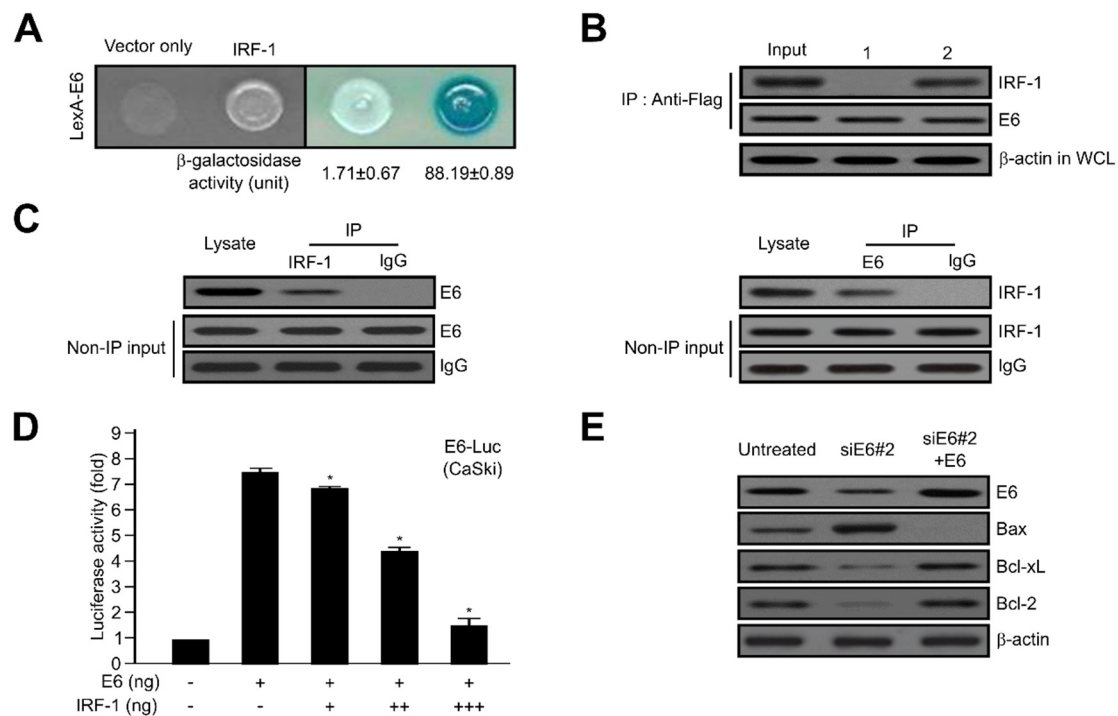 A
Vector only IRF-1
LexA-E6
β-galactosidase
activity (unit)
1.71±0.67 88.19±0.89
B
Input 1 2
IP : Anti-Flag
IRF-1
E6
β-actin in WCL
C
IP
Lysate
IRF-1 IgG
E6
Non-IP input
E6
IgG
IP
Lysate
E6 IgG
IRF-1
Non-IP input
IRF-1
IgG
D
E6-Luc
(CaSki)
Luciferase activity (fold)
9
8
7
6
5
4
3
2
1
0
*
*
*
E6 (ng) - + + + +
IRF-1 (ng) - - + ++ +++
E
Untreated siE6#2 siE6#2
+E6
E6
Bax
Bcl-xL
Bcl-2
β-actin